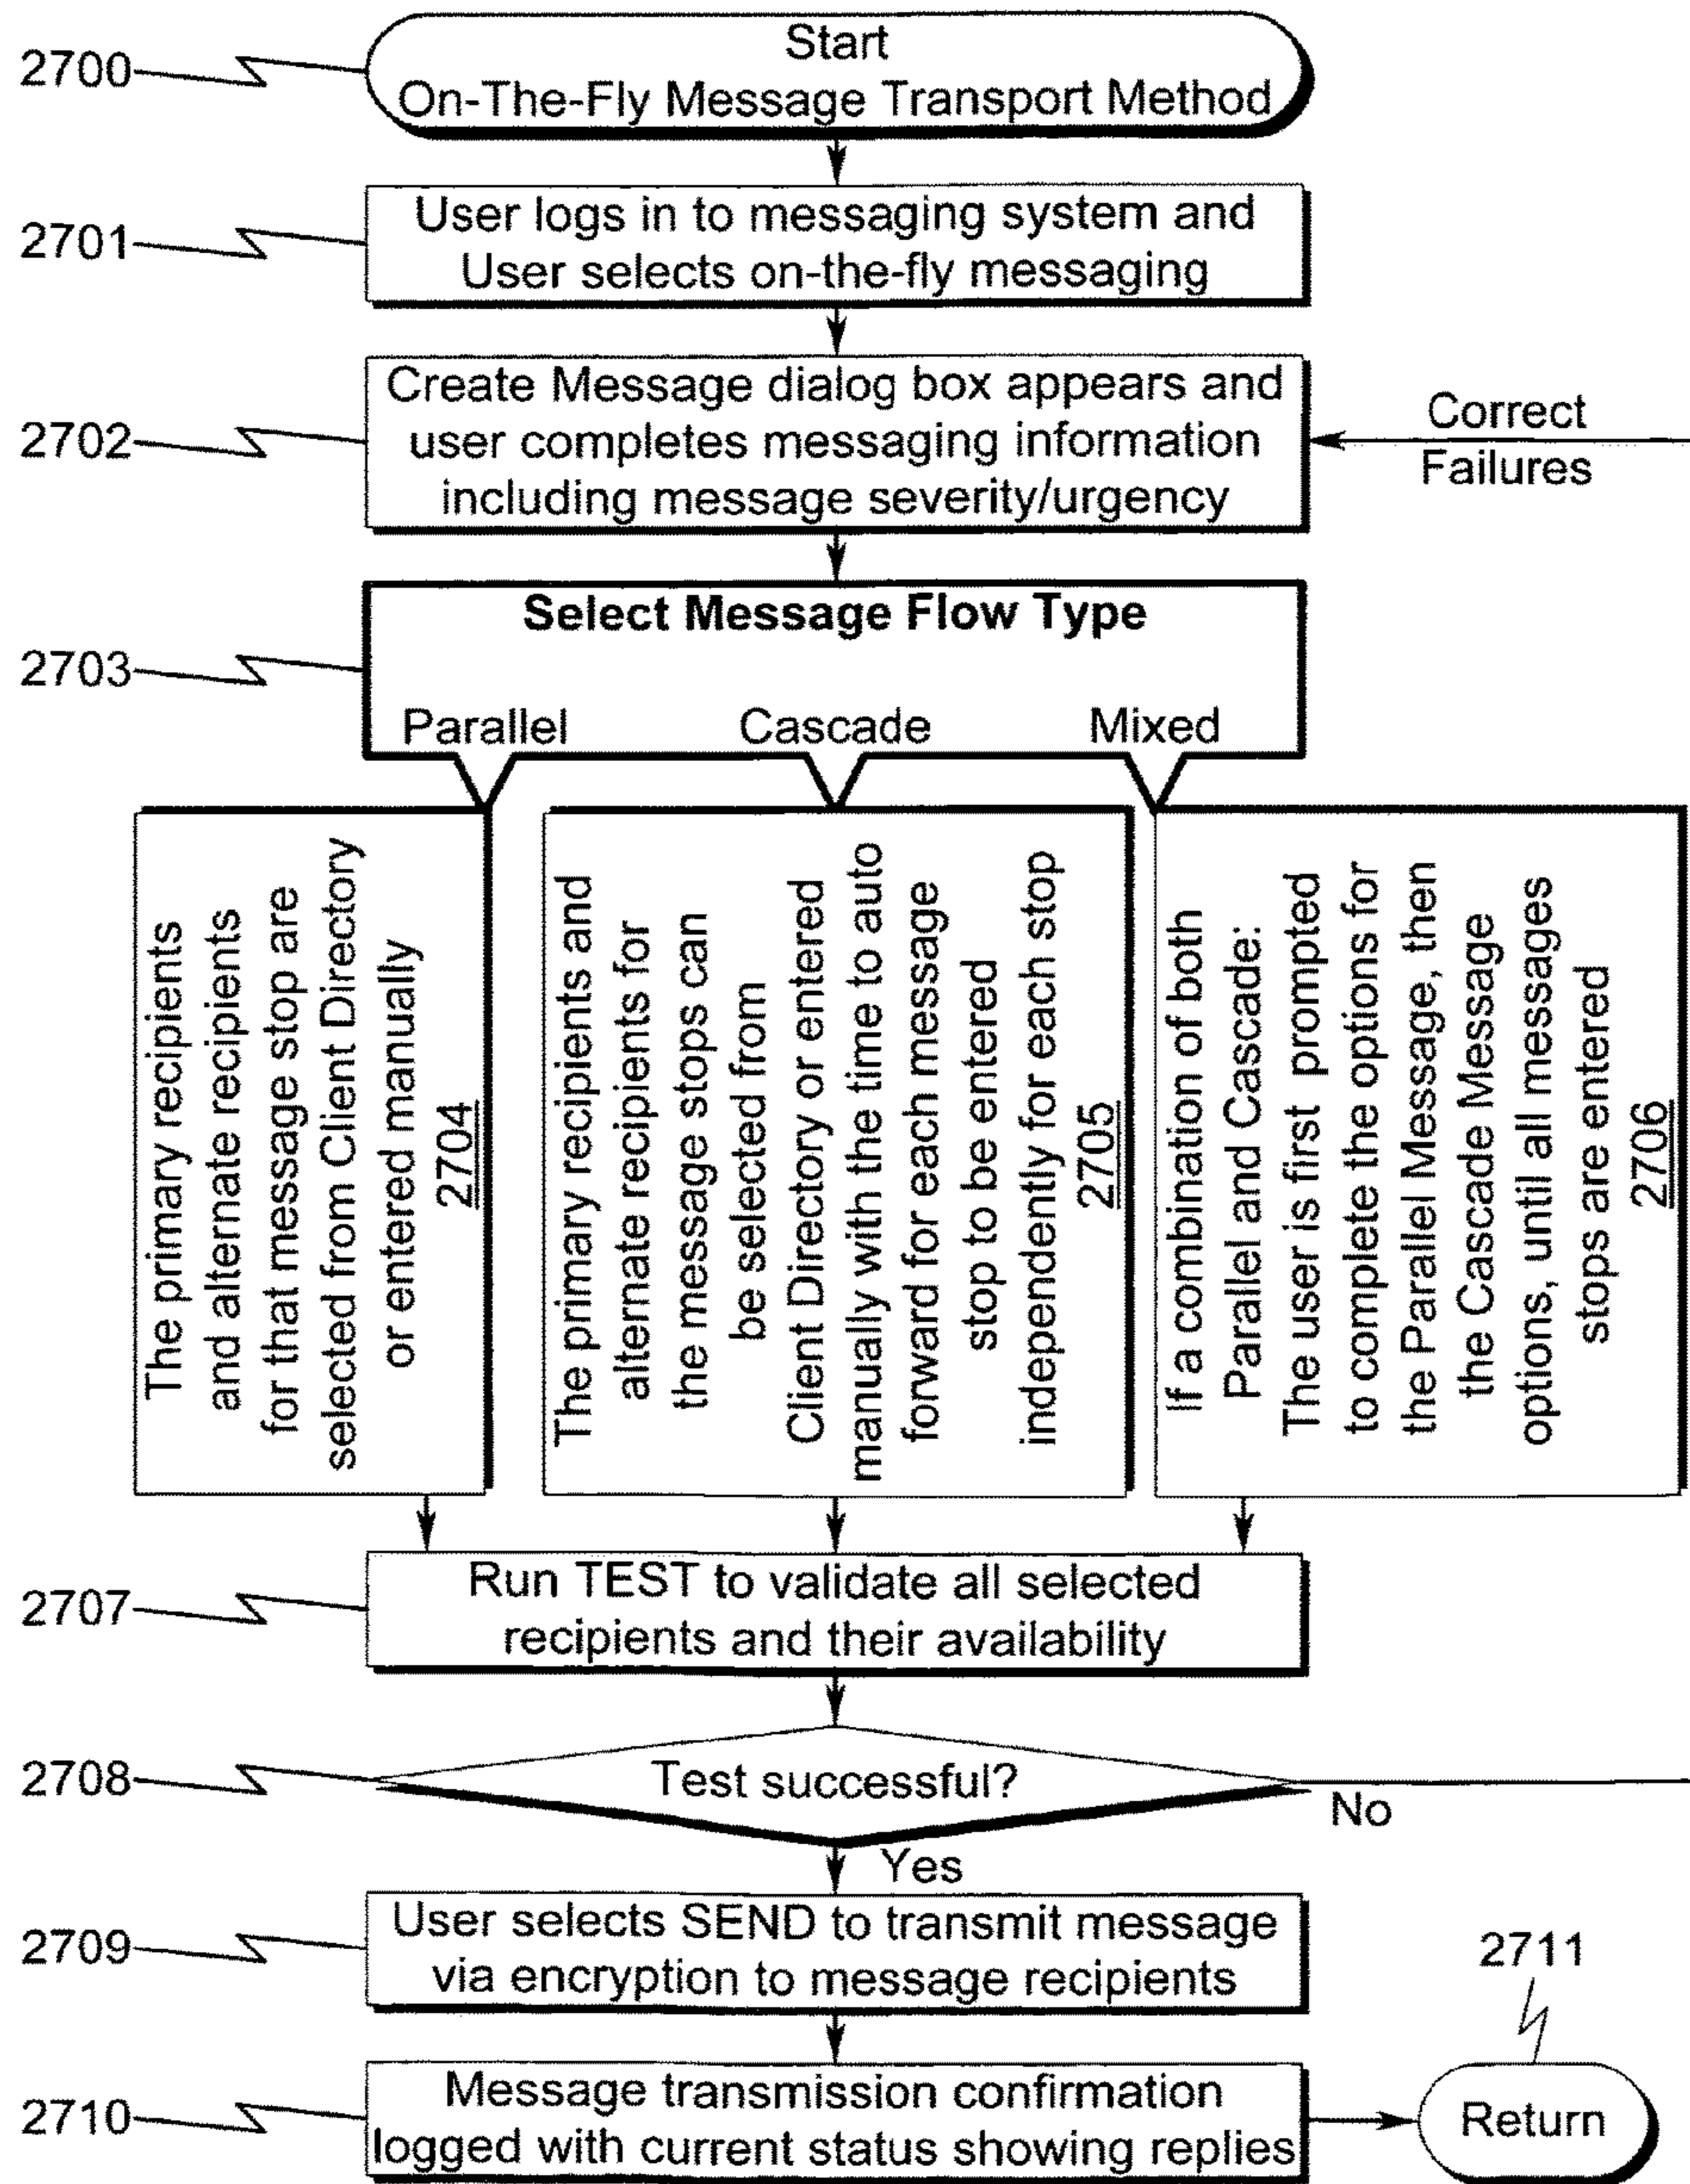 2700
Start
On-The-Fly Message Transport Method
2701
User logs in to messaging system and
User selects on-the-fly messaging
2702
Create Message dialog box appears and
user completes messaging information
including message severity/urgency
Correct
Failures
2703
Select Message Flow Type
Parallel
Cascade
Mixed
The primary recipients
and alternate recipients
for that message stop are
selected from Client Directory
or entered manually
2704
The primary recipients and
alternate recipients for
the message stops can
be selected from
Client Directory or entered
manually with the time to auto
forward for each message
stop to be entered
independently for each stop
2705
If a combination of both
Parallel and Cascade:
The user is first prompted
to complete the options for
the Parallel Message, then
the Cascade Message
options, until all messages
stops are entered
2706
2707
Run TEST to validate all selected
recipients and their availability
2708
Test successful?
No
Yes
2709
User selects SEND to transmit message
via encryption to message recipients
2711
2710
Message transmission confirmation
logged with current status showing replies
Return